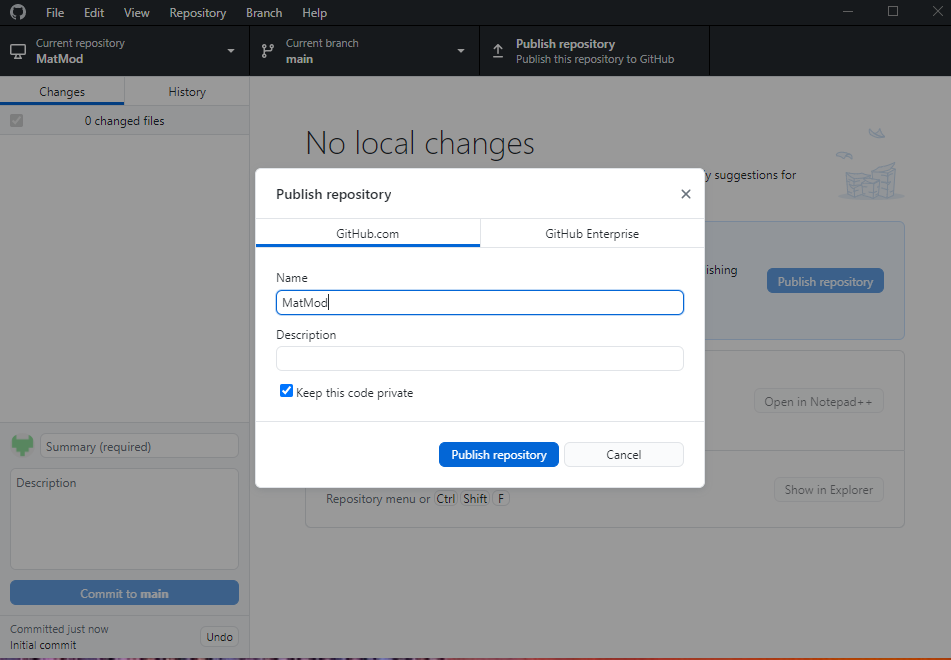 File Edit View Repository Branch Help
Current repository
MatMod
Current branch
main
Publish repository
Publish this repository to GitHub
Changes History
0 changed files
No local changes
y suggestions for
Publish repository
GitHub.com GitHub Enterprise
Name
MatMod
Description
Keep this code private
Publish repository Cancel
ishing
Publish repository
Open in Notepad++
Show in Explorer
Repository menu or Ctrl Shift F
Summary (required)
Description
Commit to main
Committed just now
Initial commit
Undo